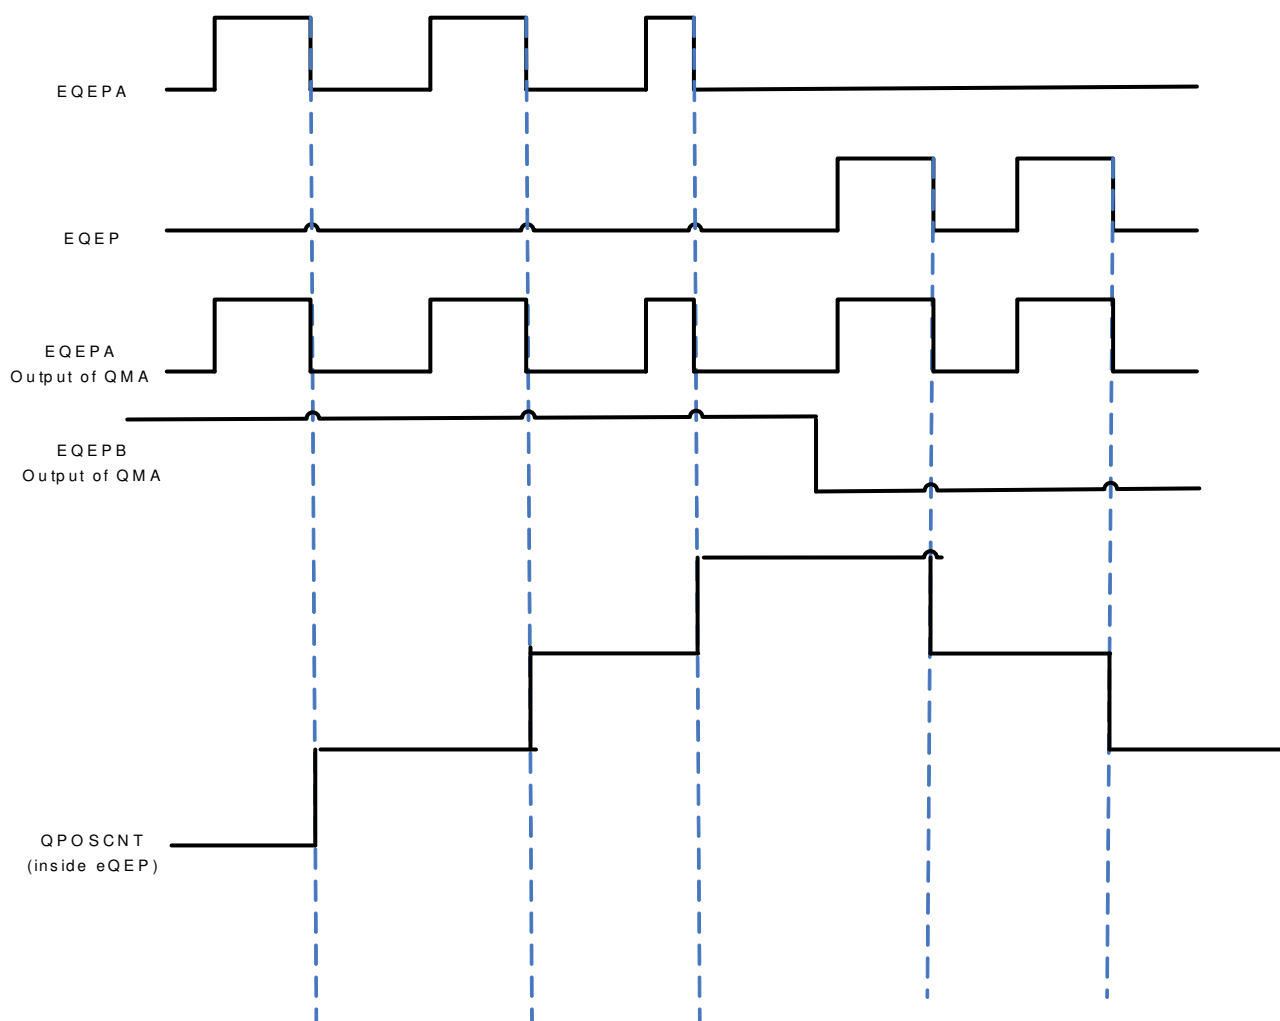 EQEPA
EQEP
EQEPA
Output of QMA
EQEPB
Output of QMA
QPOSCNT
(inside eQEP)